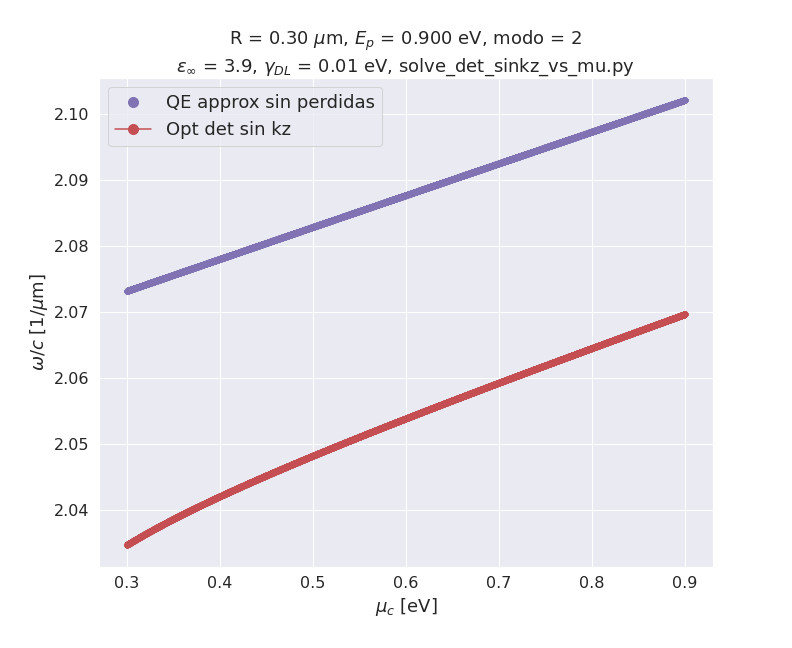 R = 0.30 μm, E_p = 0.900 eV, modo = 2
ε_∞ = 3.9, γ_DL = 0.01 eV, solve_det_sinkz_vs_mu.py
QE approx sin perdidas
Opt det sin kz
2.10
2.09
2.08
2.07
2.06
2.05
2.04
ω/c [1/μm]
0.3 0.4 0.5 0.6 0.7 0.8 0.9
μ_c [eV]